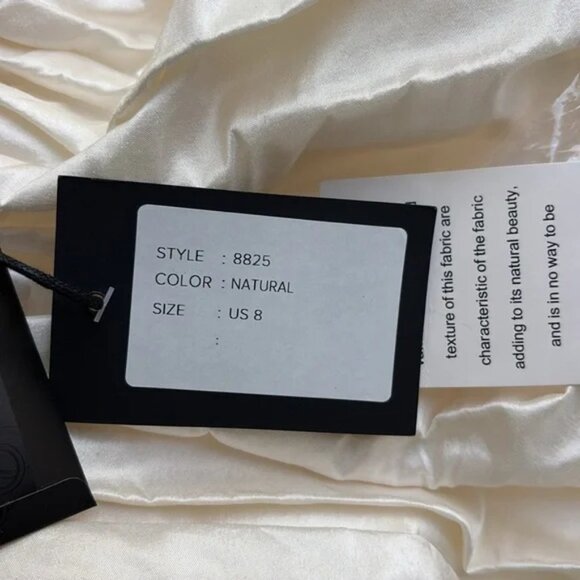 STYLE : 8825
COLOR : NATURAL
SIZE : US 8
:
texture of this fabric are
characteristic of the fabric
adding to its natural beauty,
and is in no way to be